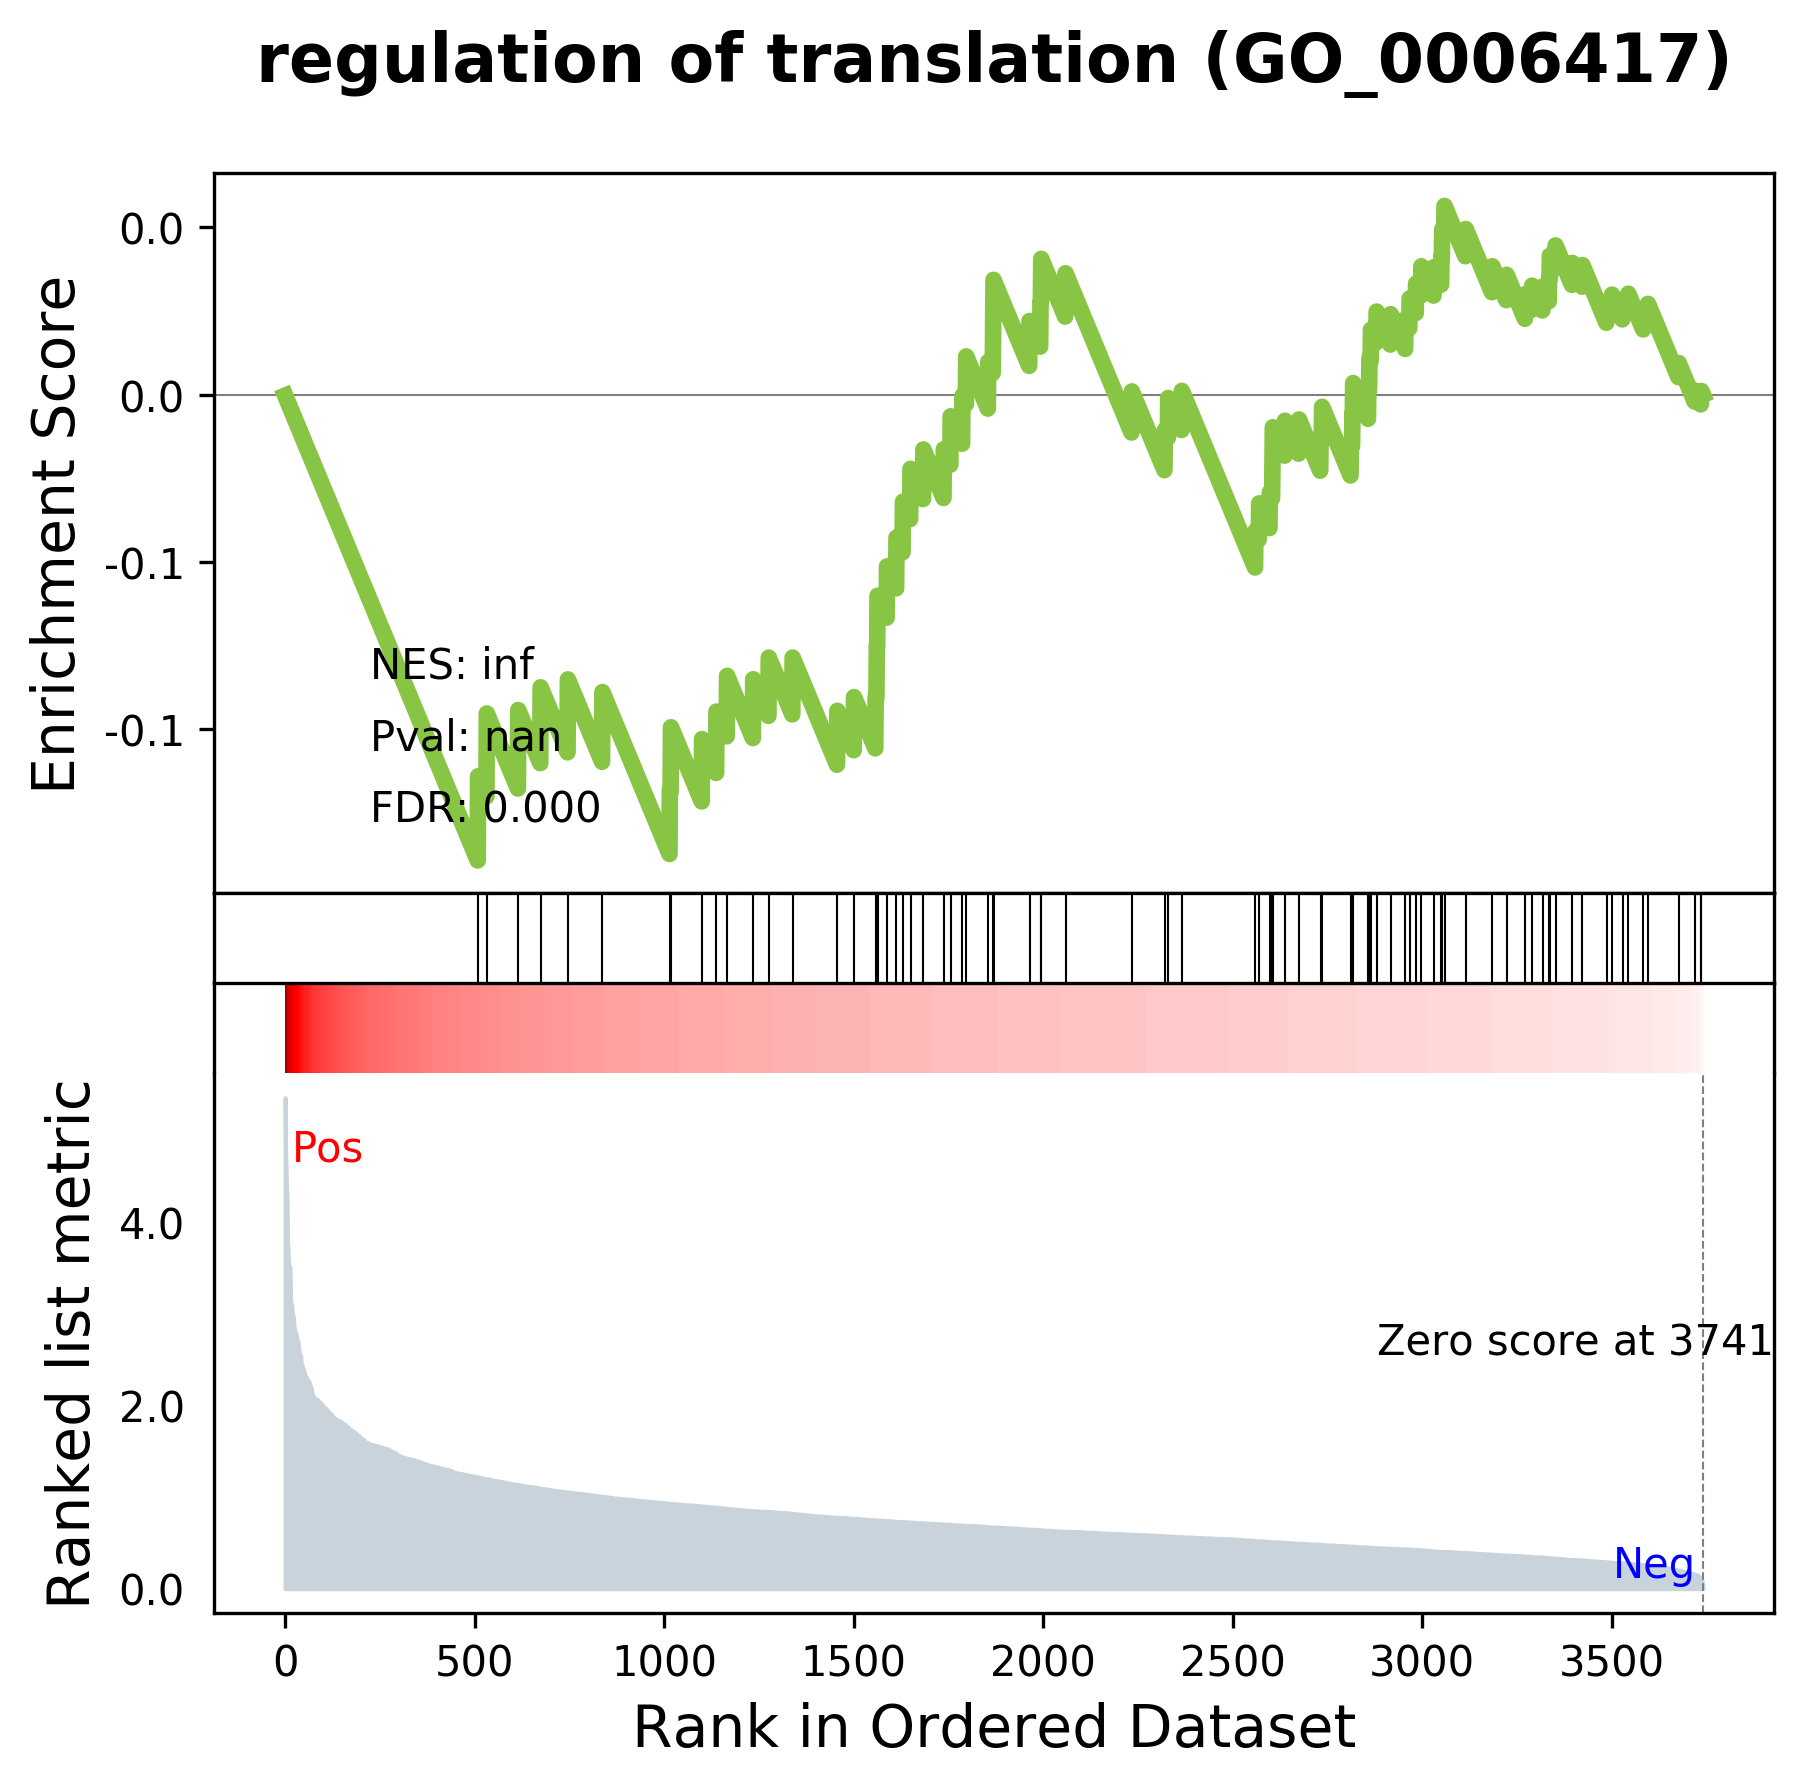 regulation of translation (GO_0006417)
Enrichment Score
0.0
0.0
-0.1
-0.1
NES: inf
Pval: nan
FDR: 0.000
Ranked list metric
Pos
4.0
2.0
0.0
Zero score at 3741
Neg
0 500 1000 1500 2000 2500 3000 3500
Rank in Ordered Dataset